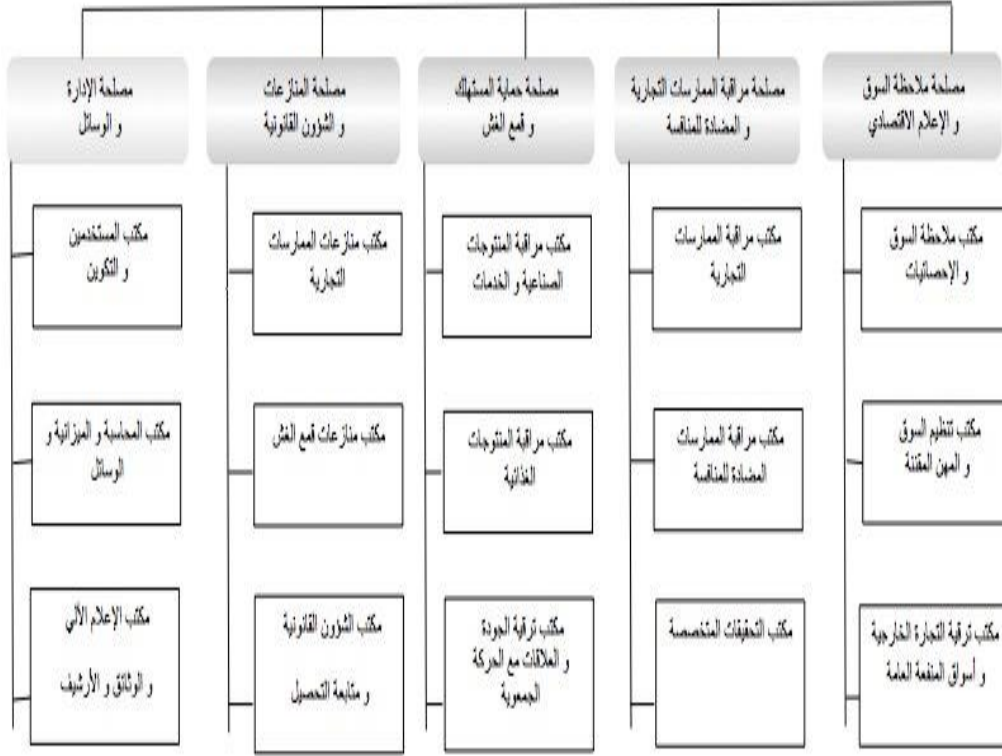 مصلحة ملاحظة السوق
و الإعلام الاقتصادي
مصلحة مراقبة الممارسات التجارية
و المضادة للمنافسة
مصلحة حماية المستهلك
و قمع الغش
مصلحة المنازعات
و الشؤون القانونية
مصلحة الإدارة
و الوسائل
مكتب ملاحظة السوق
و الإحصائيات
مكتب مراقبة الممارسات
التجارية
مكتب مراقبة المنتوجات
الصناعية و الخدمات
مكتب منازعات الممارسات
التجارية
مكتب المستخدمين
و التكوين
مكتب تنظيم السوق
و المهن المقننة
مكتب مراقبة الممارسات
المضادة للمنافسة
مكتب مراقبة المنتوجات
الغذائية
مكتب منازعات قمع الغش
مكتب المحاسبة و الميزانية و
الوسائل
مكتب ترقية التجارة الخارجية
و أسواق المنفعة العامة
مكتب التحقيقات المتخصصة
مكتب ترقية الجودة
و العلاقات مع الحركة
الجمعوية
مكتب الشؤون القانونية
و متابعة التحصيل
مكتب الإعلام الألي
و الوثائق و الأرشيف